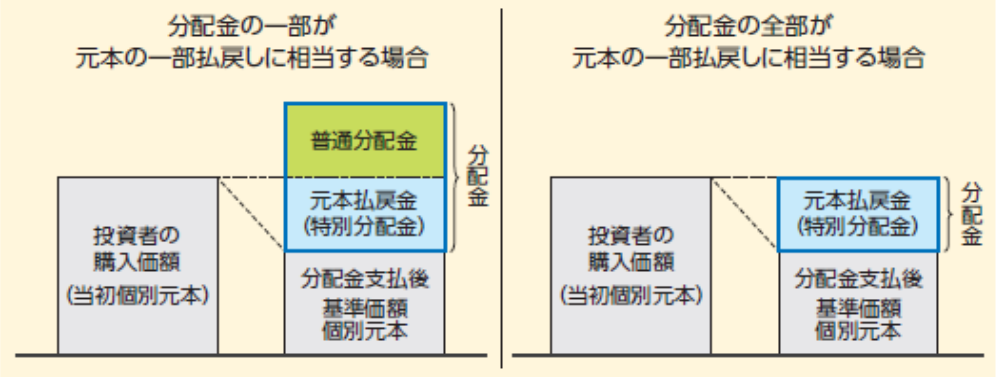 分配金の一部が
元本の一部払戻しに相当する場合
普通分配金
元本払戻金
(特別分配金)
分配金
投資者の
購入価額
(当初個別元本)
分配金支払後
基準価額
個別元本
分配金の全部が
元本の一部払戻しに相当する場合
元本払戻金
(特別分配金)
分配金
投資者の
購入価額
(当初個別元本)
分配金支払後
基準価額
個別元本